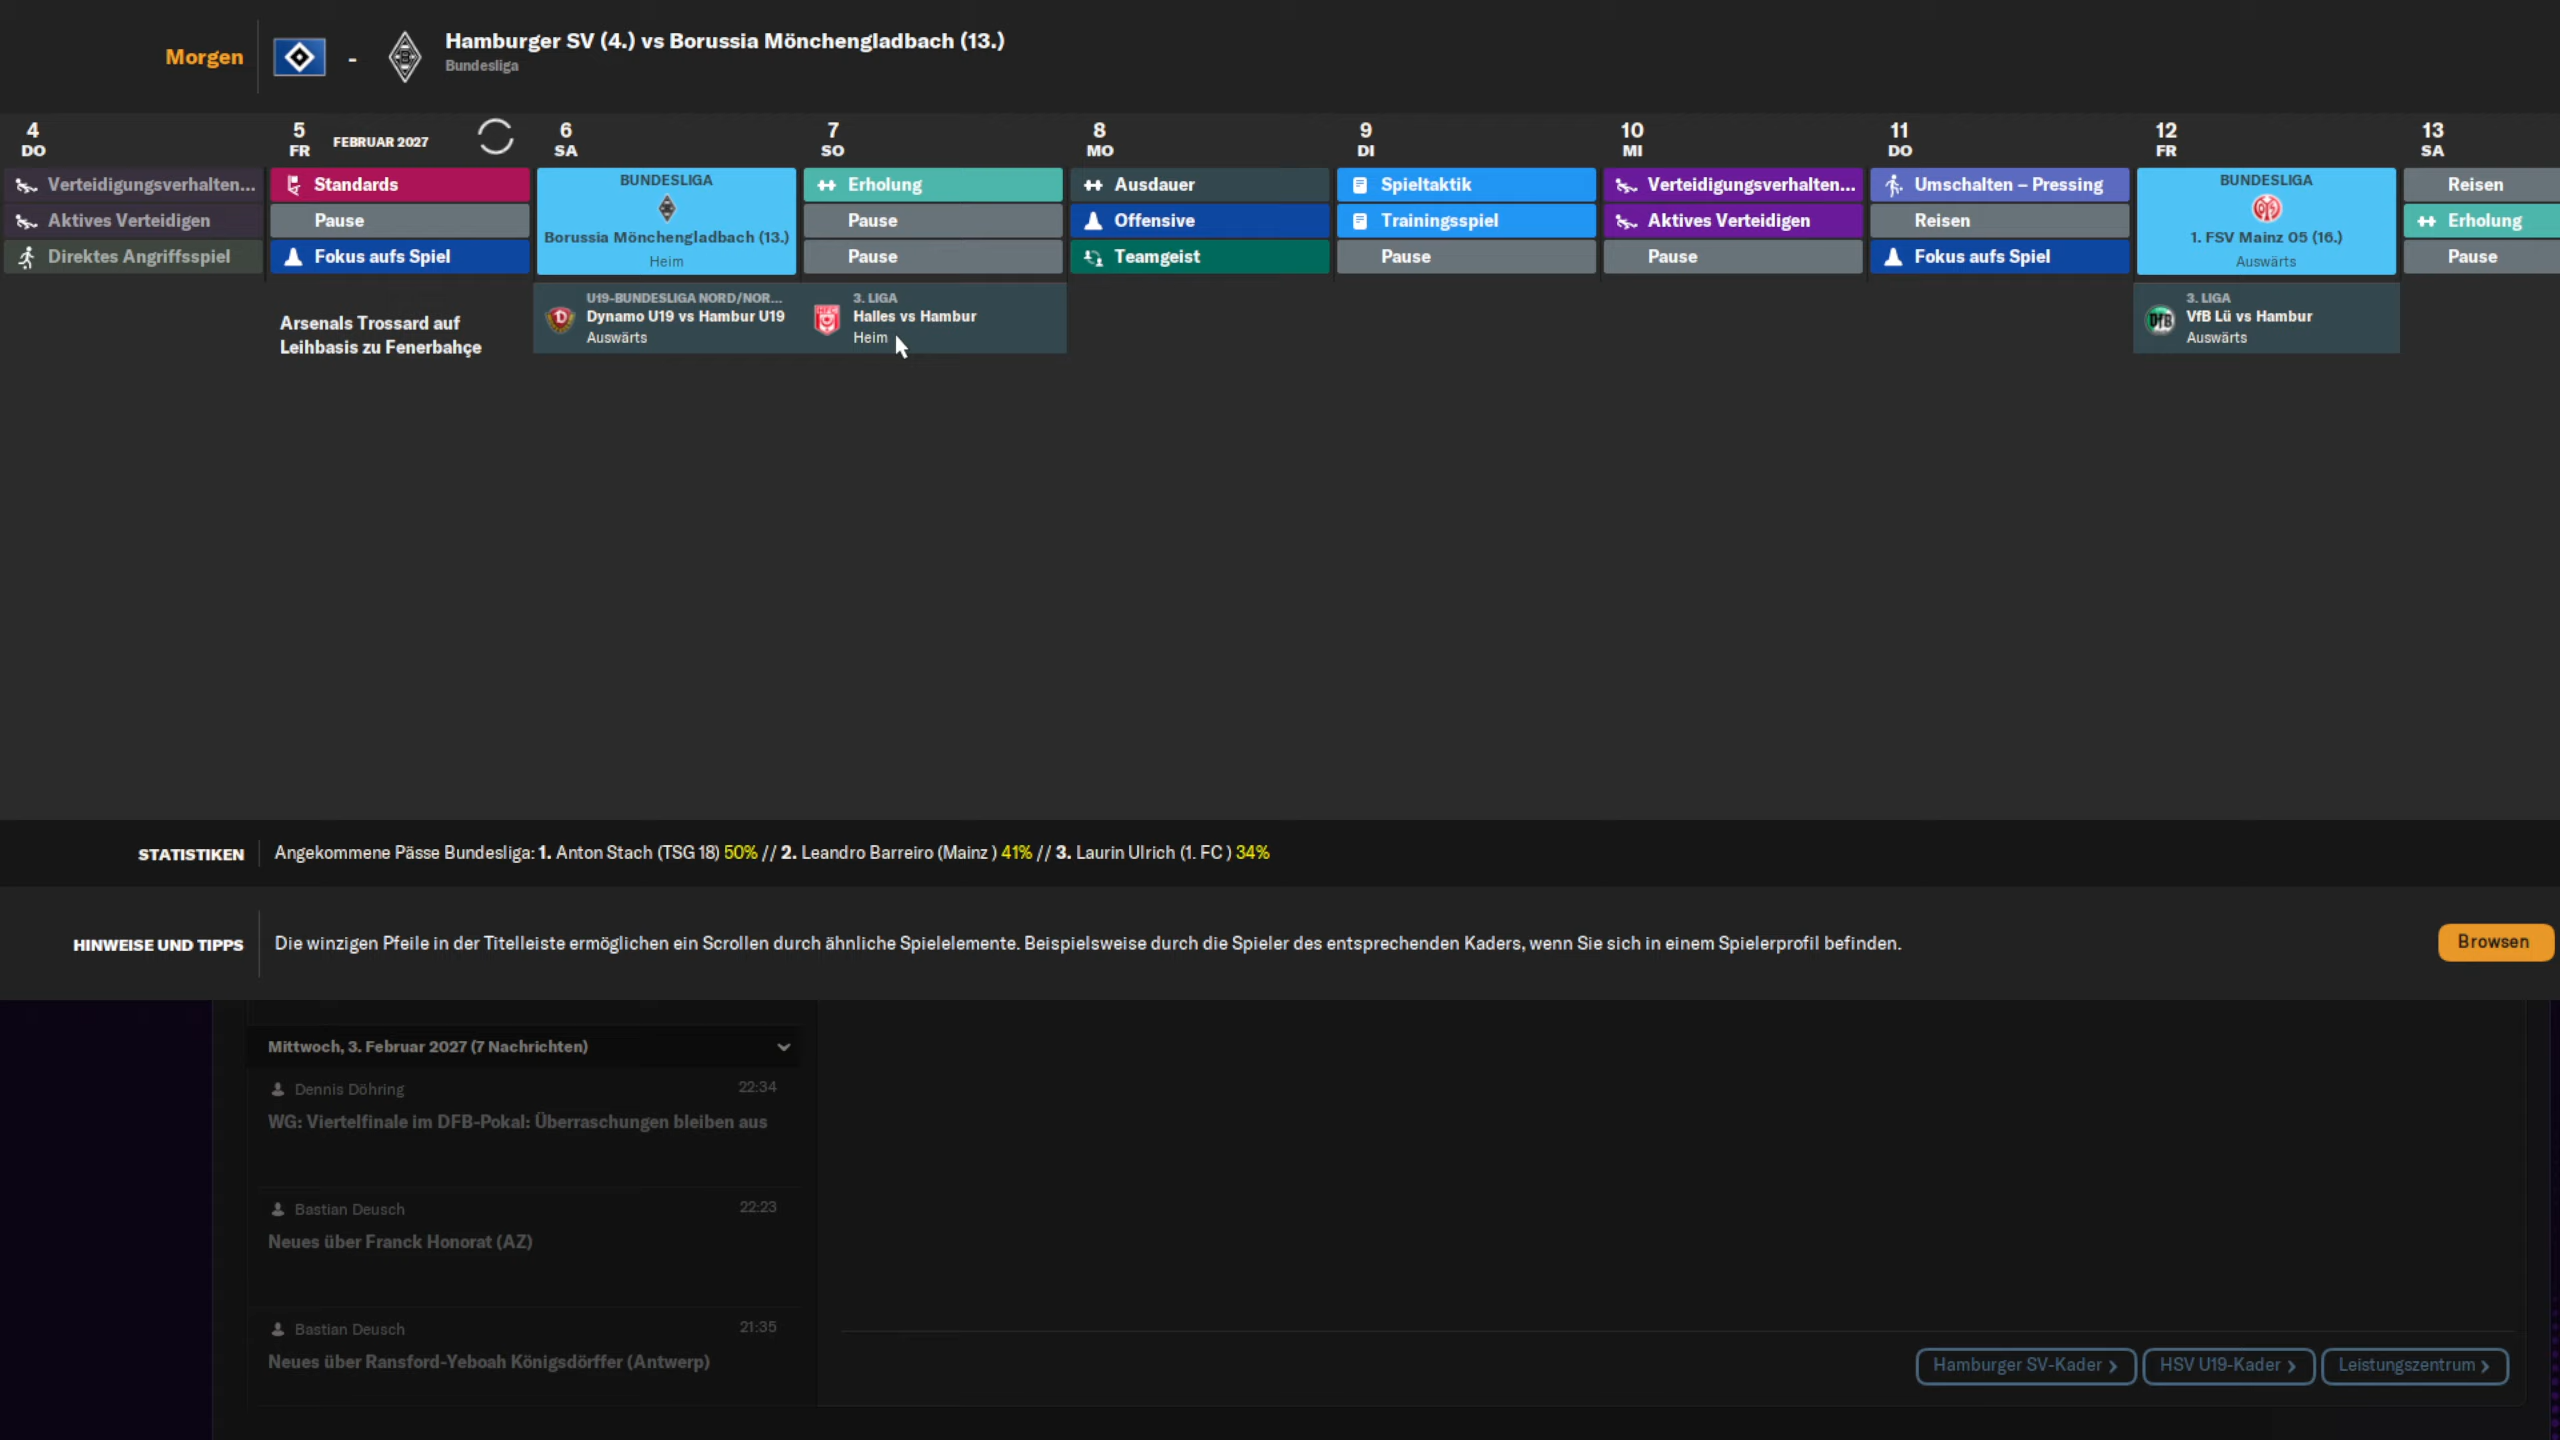 Morgen
-
Hamburger SV (4.) vs Borussia Mönchengladbach (13.)
Bundesliga
4
DO
Verteidigungsverhalten...
Aktives Verteidigen
Direktes Angriffsspiel
5
FR
FEBRUAR 2027
Standards
Pause
Fokus aufs Spiel
Arsenals Trossard auf
Leihbasis zu Fenerbahçe
6
SA
BUNDESLIGA
Borussia Mönchengladbach (13.)
Heim
U19-BUNDESLIGA NORD/NOR...
Dynamo U19 vs Hambur U19
Auswärts
7
SO
Erholung
Pause
Pause
3. LIGA
Halles vs Hambur
Heim
8
MO
Ausdauer
Offensive
Teamgeist
9
DI
Spieltaktik
Trainingsspiel
Pause
10
MI
Verteidigungsverhalten...
Aktives Verteidigen
Pause
11
DO
Umschalten – Pressing
Reisen
Fokus aufs Spiel
12
FR
BUNDESLIGA
1. FSV Mainz 05 (16.)
Auswärts
3. LIGA
VfB Lü vs Hambur
Auswärts
13
SA
Reisen
Erholung
Pause
STATISTIKEN
Angekommene Pässe Bundesliga: 1. Anton Stach (TSG 18) 50% // 2. Leandro Barreiro (Mainz ) 41% // 3. Laurin Ulrich (1. FC ) 34%
HINWEISE UND TIPPS
Die winzigen Pfeile in der Titelleiste ermöglichen ein Scrollen durch ähnliche Spielelemente. Beispielsweise durch die Spieler des entsprechenden Kaders, wenn Sie sich in einem Spielerprofil befinden.
Browsen
Mittwoch, 3. Februar 2027 (7 Nachrichten)
Dennis Döhring
22:34
WG: Viertelfinale im DFB-Pokal: Überraschungen bleiben aus
Bastian Deusch
22:23
Neues über Franck Honorat (AZ)
Bastian Deusch
21:35
Neues über Ransford-Yeboah Königsdörffer (Antwerp)
Hamburger SV-Kader
HSV U19-Kader
Leistungszentrum